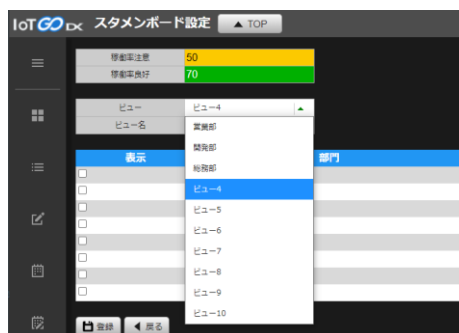 IoT GO DX スタメンボード設定 ▲ TOP
稼働率注意 50
稼働率良好 70
ビュー ビュー4
ビュー名
営業部
開発部
総務部
ビュー4
ビュー5
ビュー6
ビュー7
ビュー8
ビュー9
ビュー10
表示 部門
登録 戻る